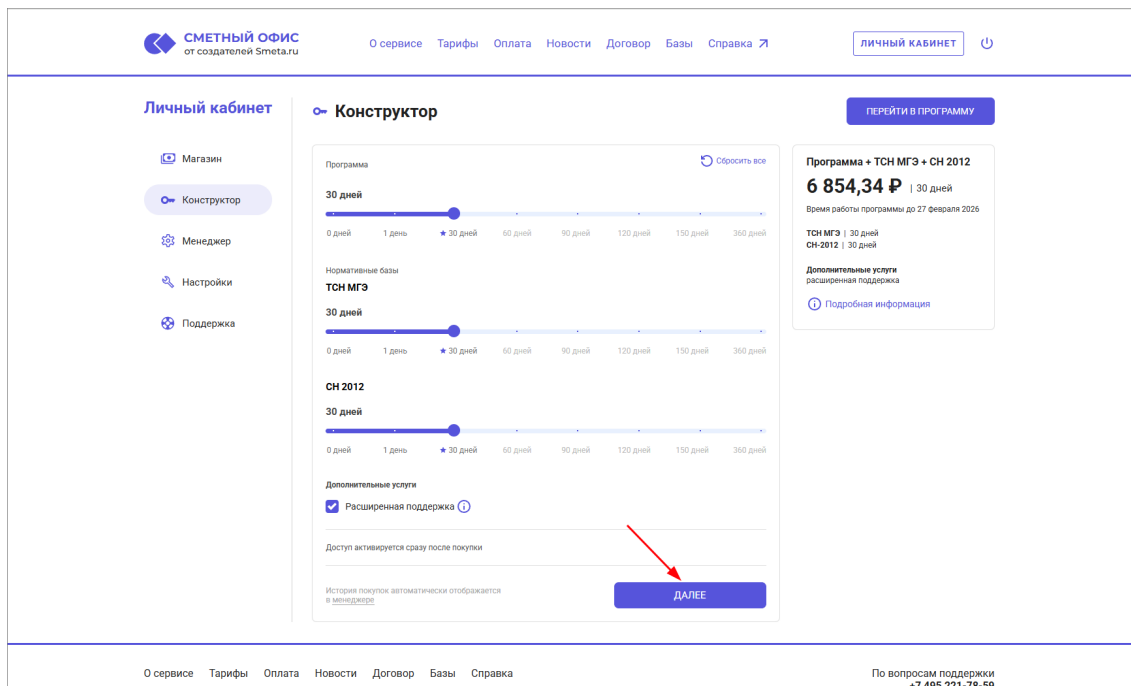 СМЕТНЫЙ ОФИС
от создателей Smeta.ru
О сервисе Тарифы Оплата Новости Договор Базы Справка
ЛИЧНЫЙ КАБИНЕТ
Личный кабинет
Магазин
Конструктор
Менеджер
Настройки
Поддержка
Конструктор
ПЕРЕЙТИ В ПРОГРАММУ
Программа
Сбросить все
30 дней
0 дней 1 день ★ 30 дней 60 дней 90 дней 120 дней 150 дней 360 дней
Нормативные базы
ТСН МГЭ
30 дней
0 дней 1 день ★ 30 дней 60 дней 90 дней 120 дней 150 дней 360 дней
СН 2012
30 дней
0 дней 1 день ★ 30 дней 60 дней 90 дней 120 дней 150 дней 360 дней
Дополнительные услуги
Расширенная поддержка
Доступ активируется сразу после покупки
История покупок автоматически отображается
в менеджере
ДАЛЕЕ
Программа + ТСН МГЭ + СН 2012
6 854,34 ₽ | 30 дней
Время работы программы до 27 февраля 2026
ТСН МГЭ | 30 дней
СН-2012 | 30 дней
Дополнительные услуги
расширенная поддержка
Подробная информация
О сервисе Тарифы Оплата Новости Договор Базы Справка
По вопросам поддержки
+7 495 221-78-59